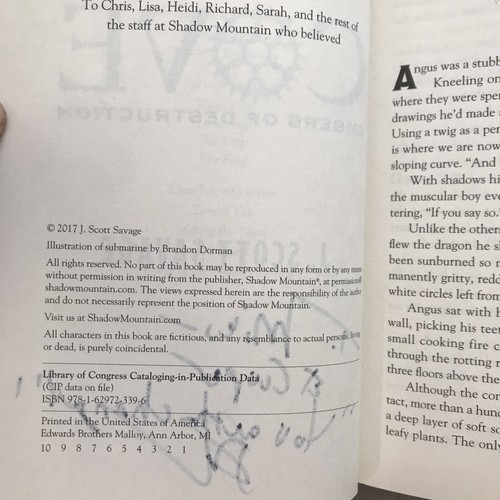 To Chris, Lisa, Heidi, Richard, Sarah, and the rest of
the staff at Shadow Mountain who believed
© 2017 J. Scott Savage
Illustration of submarine by Brandon Dorman
All rights reserved. No part of this book may be reproduced in any form or by any means
without permission in writing from the publisher, Shadow Mountain®, at permissions@
shadowmountain.com. The views expressed herein are the responsibility of the author
and do not necessarily represent the position of Shadow Mountain.
Visit us at ShadowMountain.com
All characters in this book are fictitious, and any resemblance to actual persons, living
or dead, is purely coincidental.
Library of Congress Cataloging-in-Publication Data
(CIP data on file)
ISBN 978-1-62972-339-6
Printed in the United States of America
Edwards Brothers Malloy, Ann Arbor, MI
10 9 8 7 6 5 4 3 2 1
Angus was a stubb
Kneeling on
where they were spe
drawings he'd made
Using a twig as a per
is where we are now
sloping curve. "And
With shadows hi
the muscular boy eve
tering, "If you say so."
Unlike the others
flew the dragon he s
been sunburned so m
manently gritty, redd
white circles left from
Angus sat with h
wall, picking his teet
small cooking fire c
through the rotting r
three floors above the
Although the cor
tact, more than a hund
a deep layer of soft so
leafy plants. The only